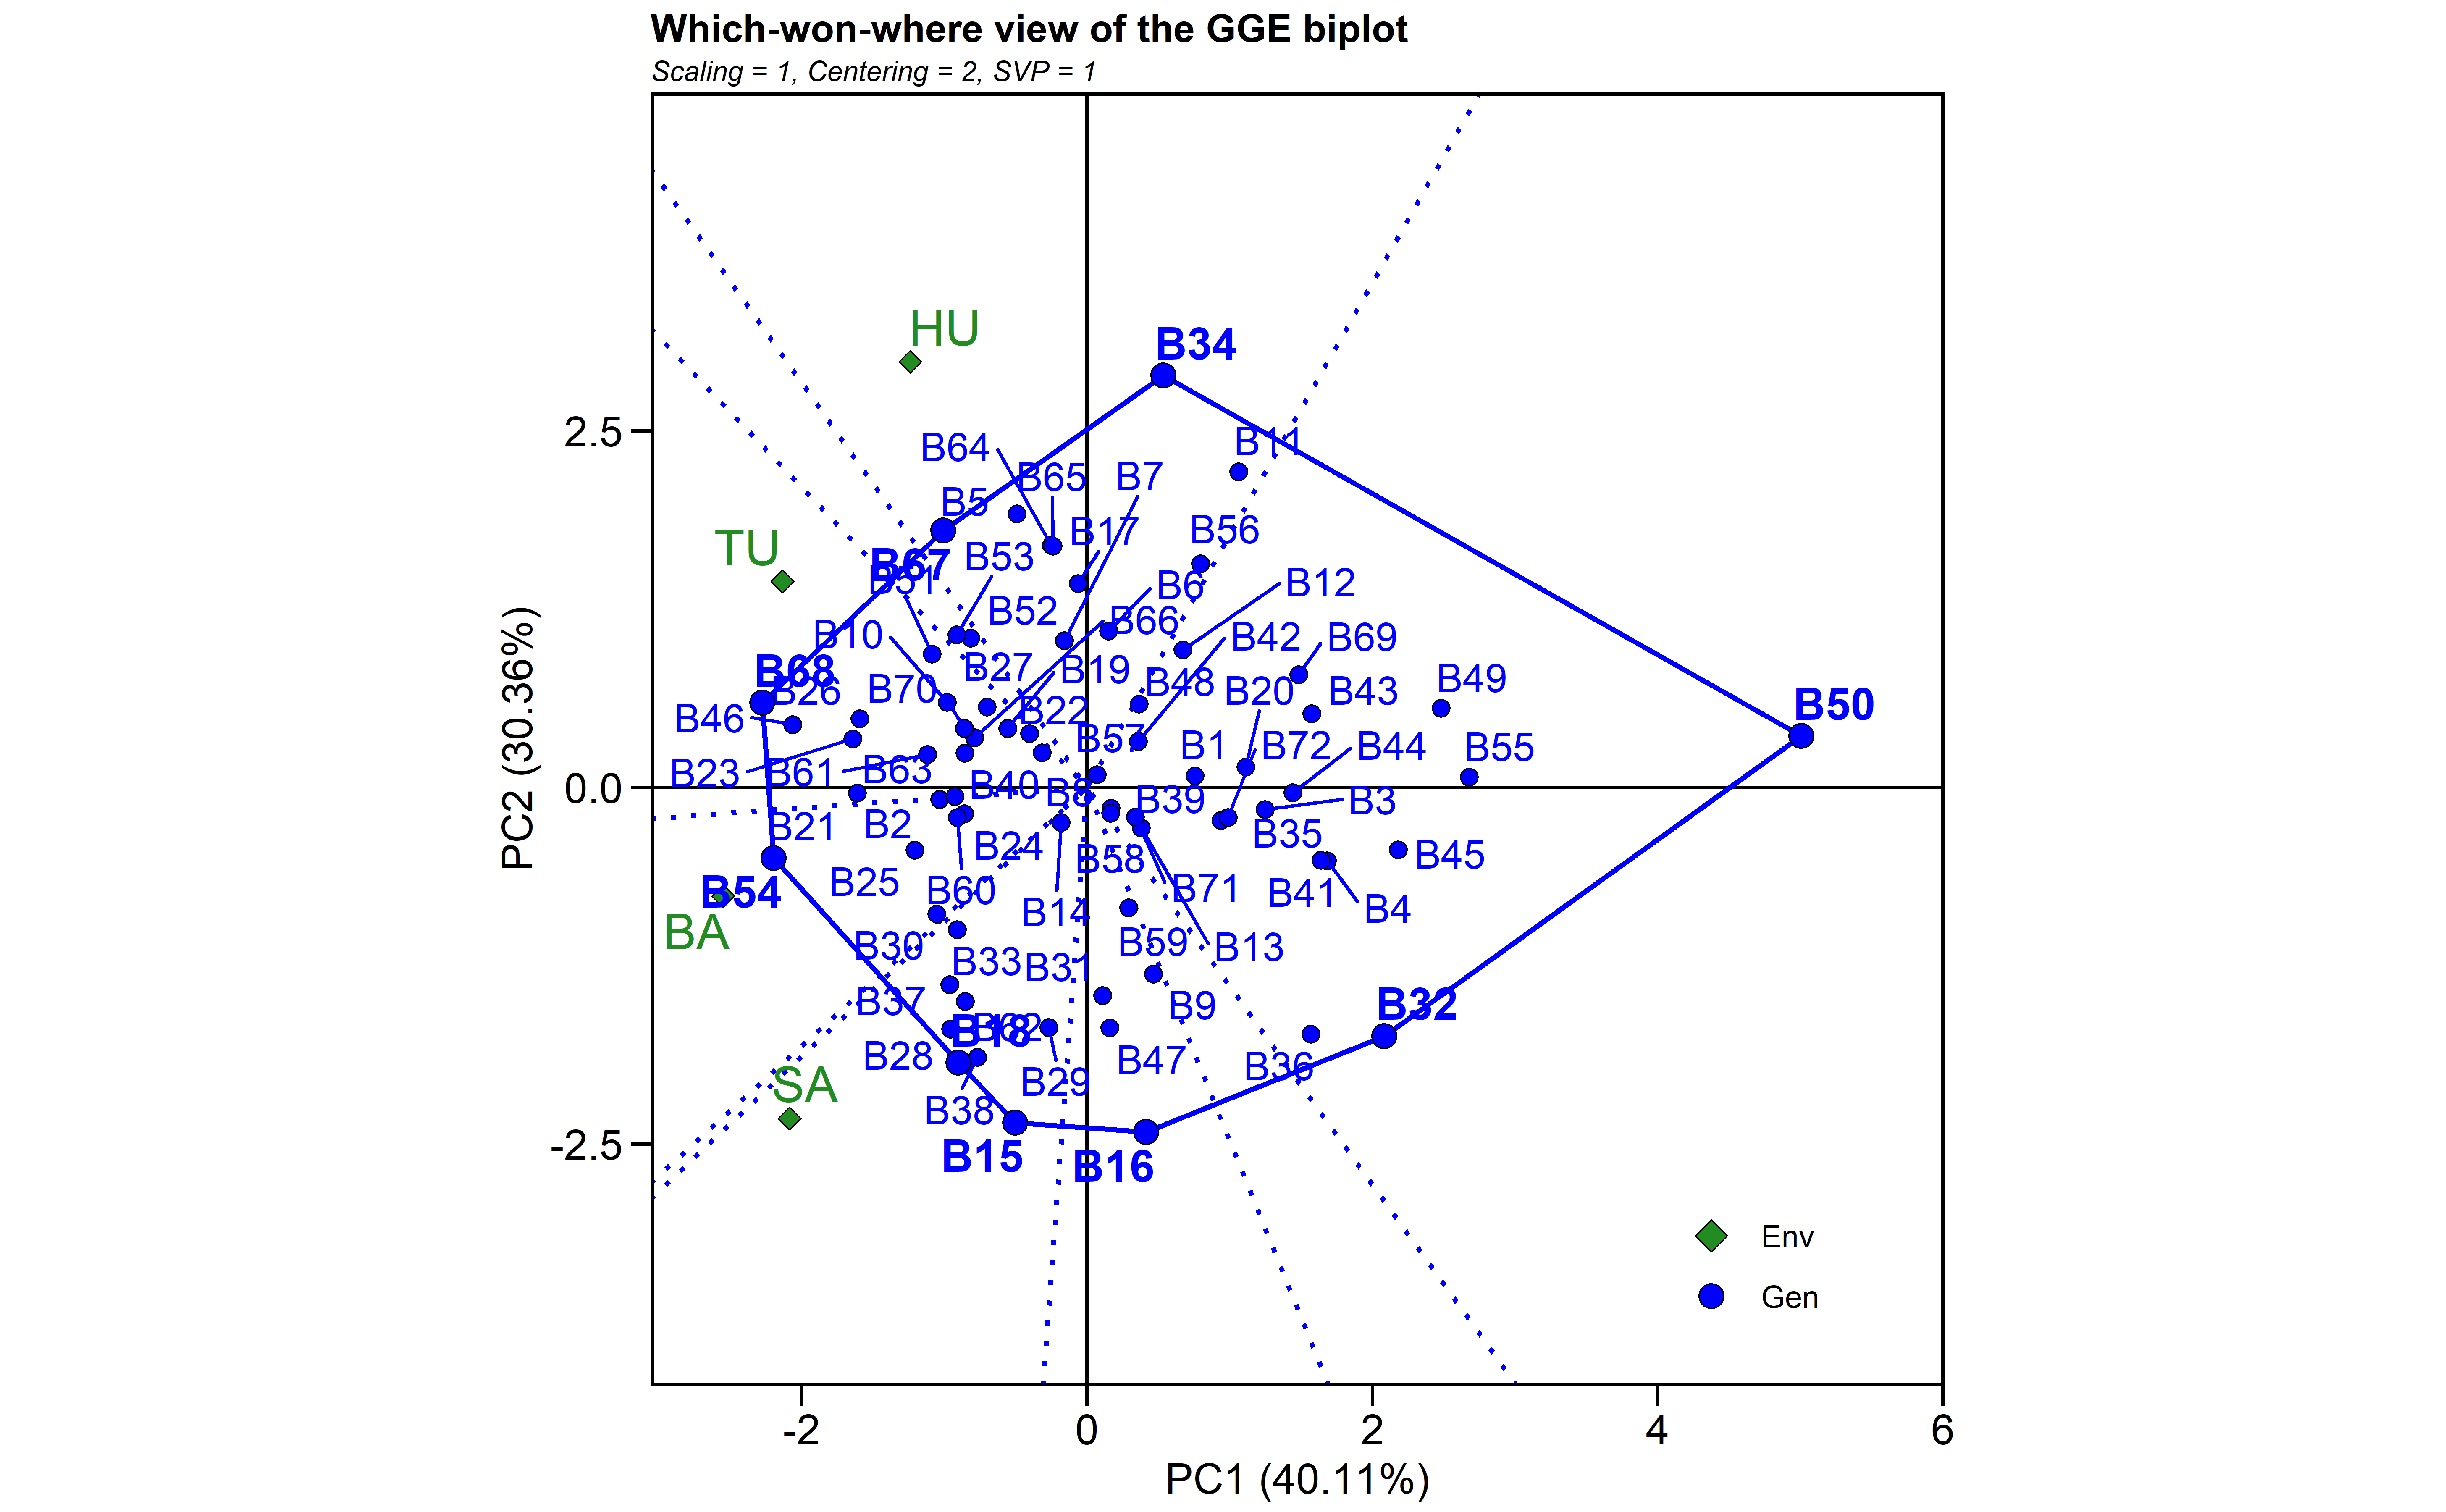 Which-won-where view of the GGE biplot
Scaling = 1, Centering = 2, SVP = 1
HU
B34
2.5
B64
B11
B65
B7
B5
B17
B56
TU
B67
B53
B51
B6
B12
B52
B66
B10
B42
B69
B68
B27
B19
B26
B70
B48
B20
B43
B49
B46
B22
B50
B57
B1
B72
B44
B55
B23
B61
B63
0.0
B40
B8
B39
B3
B21
B2
B24
B35
B58
B45
B25
B60
B71
B41
B54
B14
B4
BA
B30
B59
B13
B33
B31
B37
B9
B32
B18
B28
B47
B36
SA
B29
B38
-2.5
B15
B16
Env
Gen
-2
0
2
4
6
PC1 (40.11%)
PC2 (30.36%)